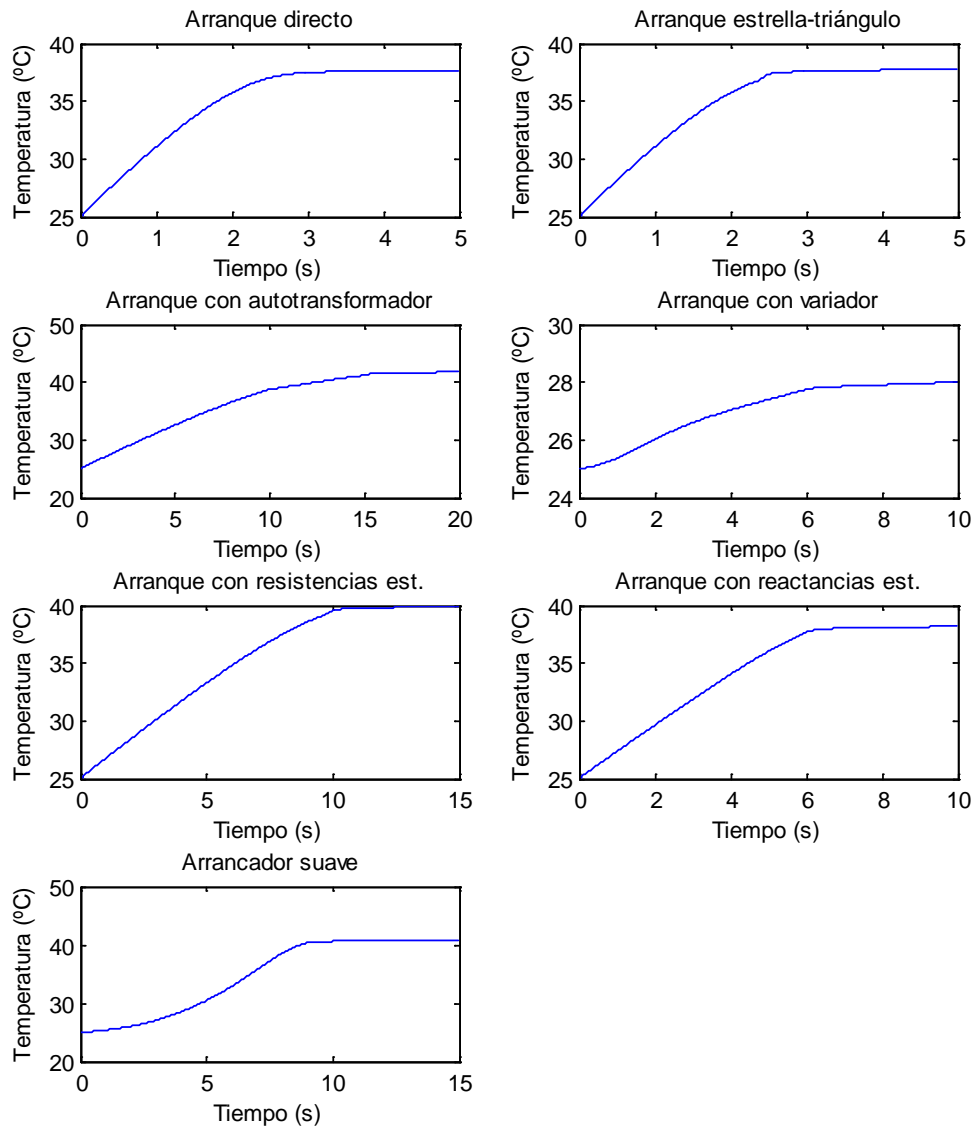 Arranque directo
40
35
30
25
Temperatura (ºC)
0 1 2 3 4 5
Tiempo (s)
Arranque estrella-triángulo
40
35
30
25
Temperatura (ºC)
0 1 2 3 4 5
Tiempo (s)
Arranque con autotransformador
50
40
30
20
Temperatura (ºC)
0 5 10 15 20
Tiempo (s)
Arranque con variador
30
28
26
24
Temperatura (ºC)
0 2 4 6 8 10
Tiempo (s)
Arranque con resistencias est.
40
35
30
25
Temperatura (ºC)
0 5 10 15
Tiempo (s)
Arranque con reactancias est.
40
35
30
25
Temperatura (ºC)
0 2 4 6 8 10
Tiempo (s)
Arrancador suave
50
40
30
20
Temperatura (ºC)
0 5 10 15
Tiempo (s)